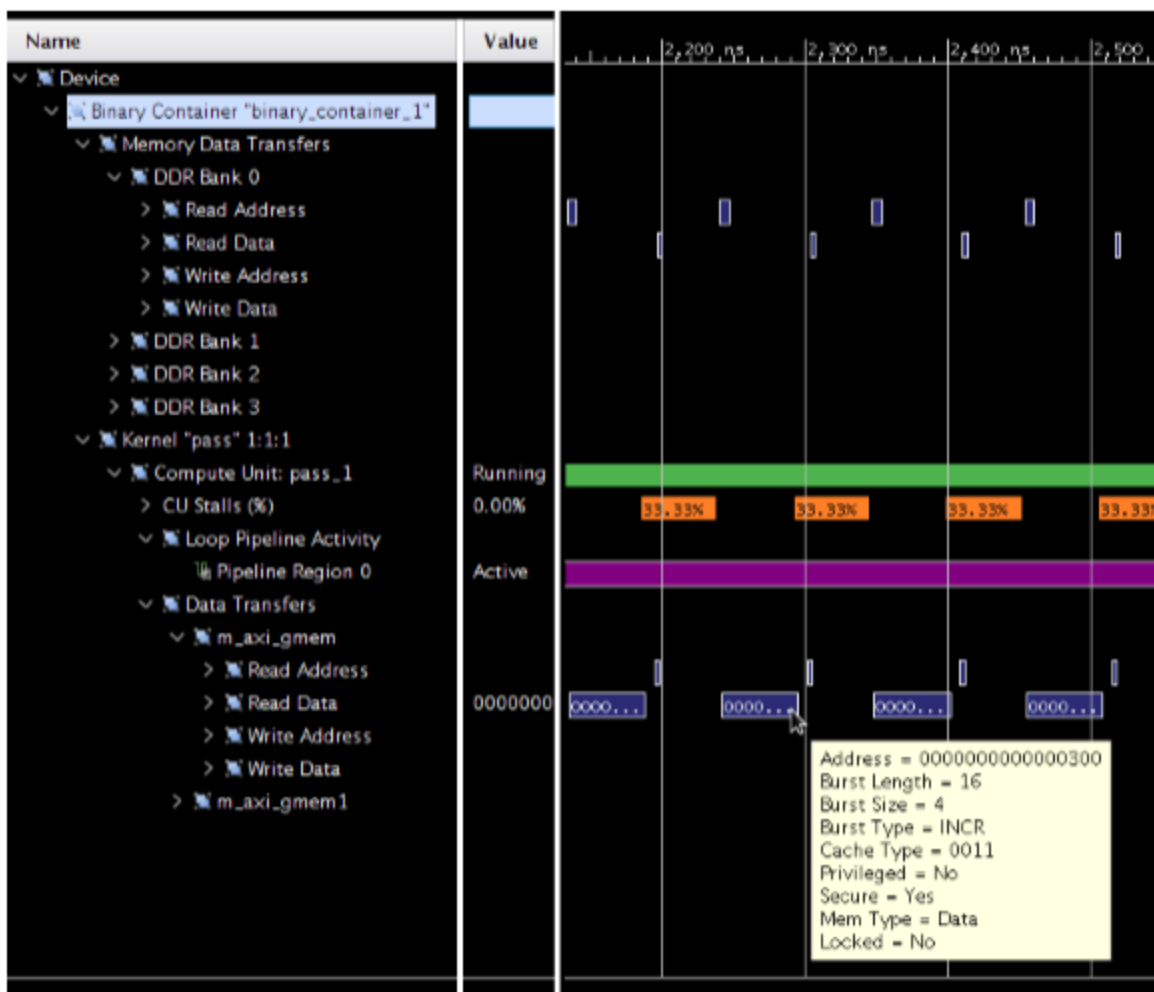 Name Value
2,200 ns 2,300 ns 2,400 ns 2,500
Device
Binary Container "binary_container_1"
Memory Data Transfers
DDR Bank 0
Read Address
Read Data
Write Address
Write Data
DDR Bank 1
DDR Bank 2
DDR Bank 3
Kernel "pass" 1:1:1
Compute Unit: pass_1 Running
CU Stalls (%) 0.00% 33.33% 33.33% 33.33% 33.33%
Loop Pipeline Activity
Pipeline Region 0 Active
Data Transfers
m_axi_gmem
Read Address
Read Data 0000000 0000... 0000... 0000... 0000...
Write Address
Write Data
m_axi_gmem1
Address = 0000000000000300
Burst Length = 16
Burst Size = 4
Burst Type = INCR
Cache Type = 0011
Privileged = No
Secure = Yes
Mem Type = Data
Locked = No